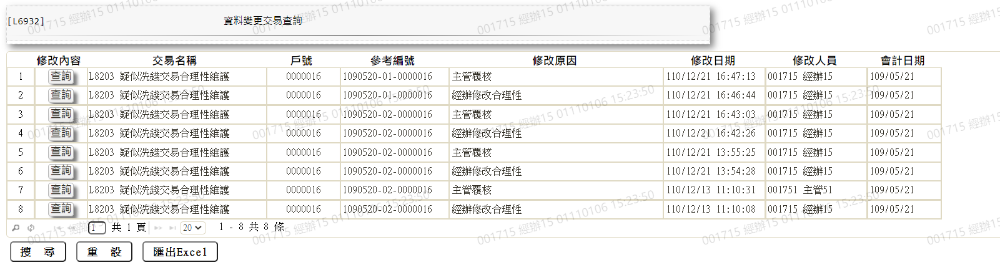 [L6932] 資料變更交易查詢
修改內容 交易名稱 戶號 參考編號 修改原因 修改日期 修改人員 會計日期
1 查詢 L8203 疑似洗錢交易合理性維護 0000016 1090520-01-0000016 主管覆核 110/12/21 16:47:13 001715 經辦15 109/05/21
2 查詢 L8203 疑似洗錢交易合理性維護 0000016 1090520-01-0000016 經辦修改合理性 110/12/21 16:46:44 001715 經辦15 109/05/21
3 查詢 L8203 疑似洗錢交易合理性維護 0000016 1090520-02-0000016 主管覆核 110/12/21 16:43:03 001715 經辦15 109/05/21
4 查詢 L8203 疑似洗錢交易合理性維護 0000016 1090520-02-0000016 經辦修改合理性 110/12/21 16:42:26 001715 經辦15 109/05/21
5 查詢 L8203 疑似洗錢交易合理性維護 0000016 1090520-02-0000016 主管覆核 110/12/21 13:55:25 001715 經辦15 109/05/21
6 查詢 L8203 疑似洗錢交易合理性維護 0000016 1090520-02-0000016 經辦修改合理性 110/12/21 13:54:28 001715 經辦15 109/05/21
7 查詢 L8203 疑似洗錢交易合理性維護 0000016 1090520-02-0000016 主管覆核 110/12/13 11:10:31 001751 主管51 109/05/21
8 查詢 L8203 疑似洗錢交易合理性維護 0000016 1090520-02-0000016 經辦修改合理性 110/12/13 11:10:08 001715 經辦15 109/05/21
1 共 1 頁 20 1 - 8 共 8 條
搜 尋 重 設 匯出Excel
001715 經辦15 01110106 15:23:50